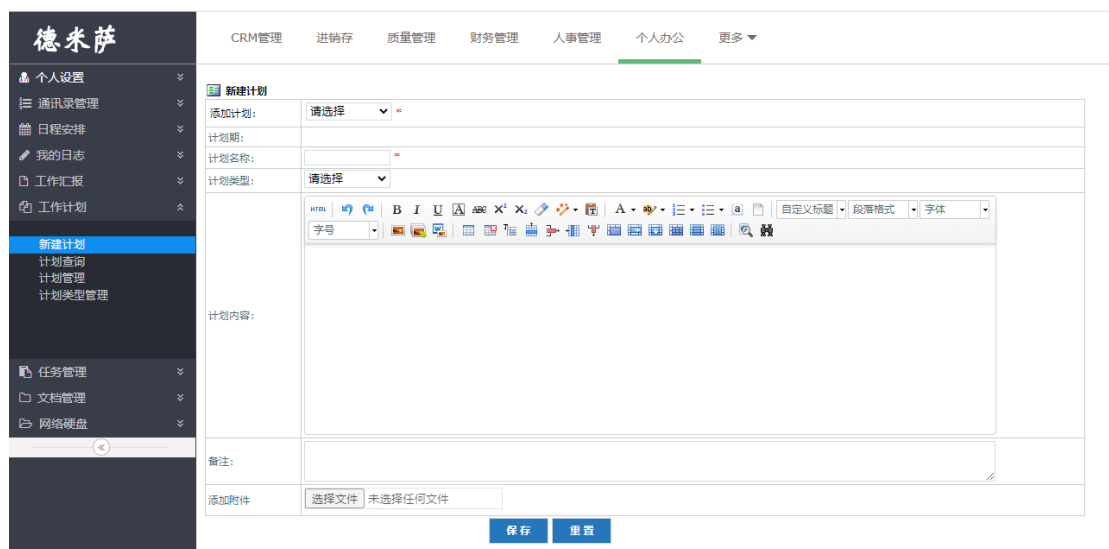 德米萨
CRM管理 进销存 质量管理 财务管理 人事管理 个人办公 更多
个人设置
通讯录管理
日程安排
我的日志
工作汇报
工作计划
新建计划
计划查询
计划管理
计划类型管理
任务管理
文档管理
网络硬盘
新建计划
添加计划: 请选择 *
计划期:
计划名称: *
计划类型: 请选择
HTML B I U A ABC X² X₂ T A ab a 自定义标题 段落格式 字体
字号 W
计划内容:
备注:
添加附件 选择文件 未选择任何文件
保存 重置